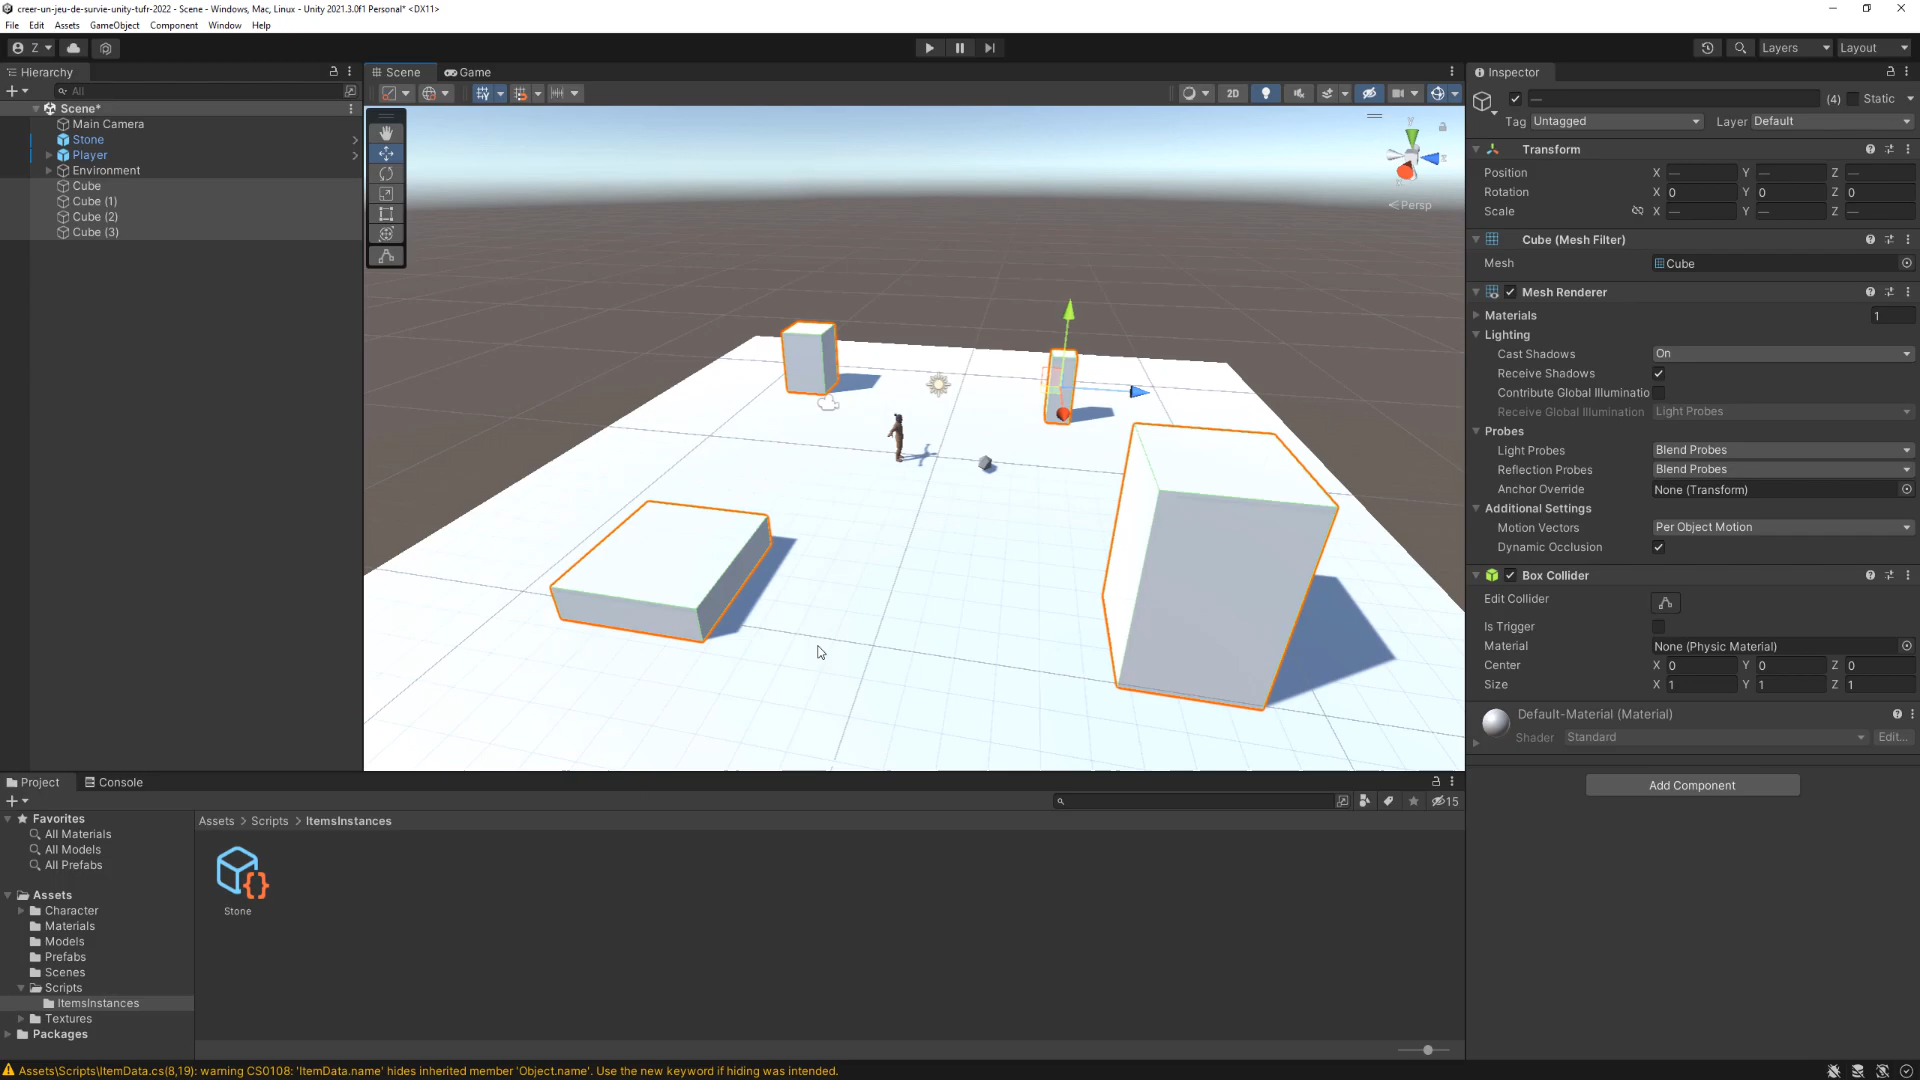 creer-un-jeu-de-survie-unity-tufr-2022 - Scene - Windows, Mac, Linux - Unity 2021.3.0f1 Personal* <DX11>
File Edit Assets GameObject Component Window Help
Z
Layers Layout
Hierarchy
Scene Game
Inspector
All
2D
Scene*
Main Camera
Stone
Player
Environment
Cube
Cube (1)
Cube (2)
Cube (3)
y
z
Persp
— (4) Static
Tag Untagged Layer Default
Transform
Position X — Y — Z —
Rotation X 0 Y 0 Z 0
Scale X — Y — Z —
Cube (Mesh Filter)
Mesh Cube
Mesh Renderer
Materials 1
Lighting
Cast Shadows On
Receive Shadows
Contribute Global Illuminatio
Receive Global Illumination Light Probes
Probes
Light Probes Blend Probes
Reflection Probes Blend Probes
Anchor Override None (Transform)
Additional Settings
Motion Vectors Per Object Motion
Dynamic Occlusion
Box Collider
Edit Collider
Is Trigger
Material None (Physic Material)
Center X 0 Y 0 Z 0
Size X 1 Y 1 Z 1
Default-Material (Material)
Shader Standard Edit...
Add Component
Project Console
15
Favorites
All Materials
All Models
All Prefabs
Assets
Character
Materials
Models
Prefabs
Scenes
Scripts
ItemsInstances
Textures
Packages
Assets > Scripts > ItemsInstances
Stone
Assets\Scripts\ItemData.cs(8,19): warning CS0108: 'ItemData.name' hides inherited member 'Object.name'. Use the new keyword if hiding was intended.